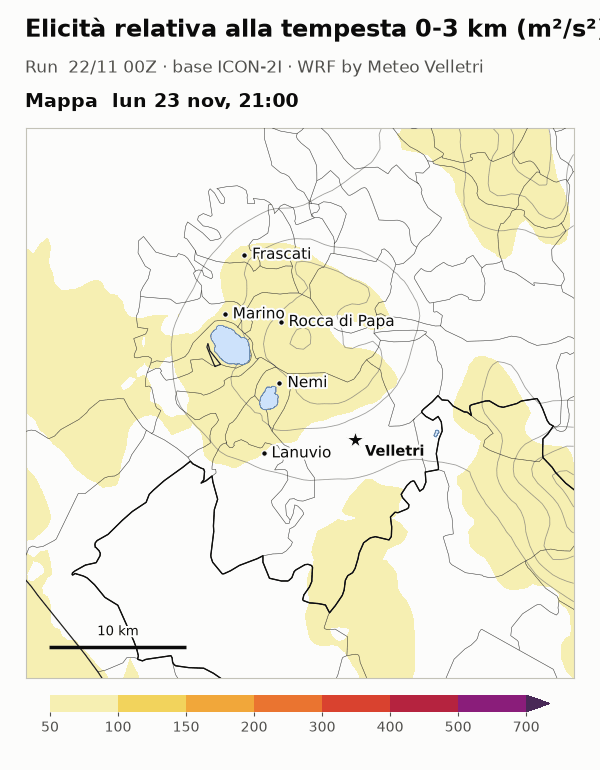 Elicità relativa alla tempesta 0-3 km (m²/s²)
Run 22/11 00Z · base ICON-2I · WRF by Meteo Velletri
Mappa lun 23 nov, 21:00
Frascati
Marino
Rocca di Papa
Nemi
Velletri
Lanuvio
10 km
50 100 150 200 300 400 500 700